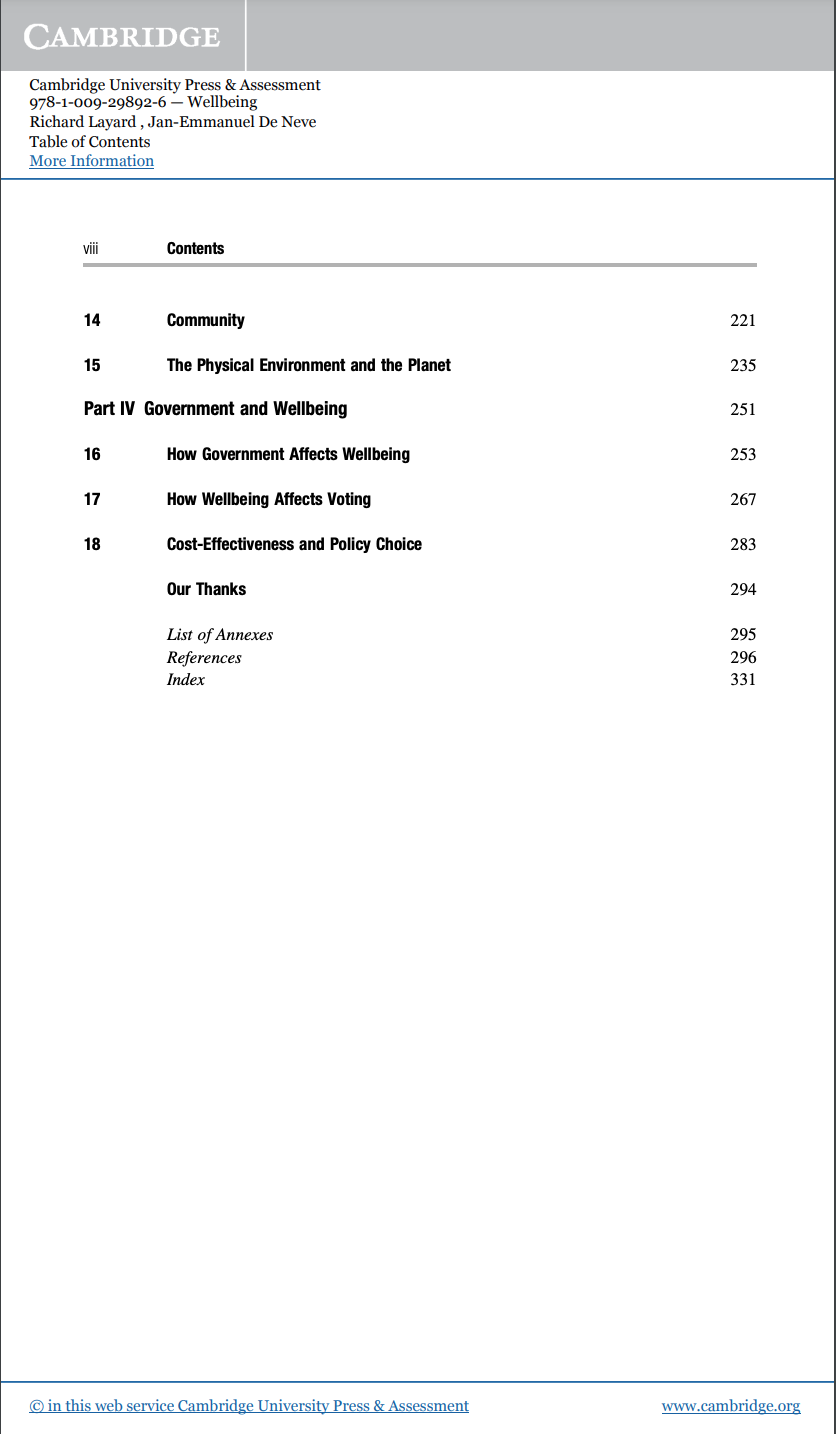 CAMBRIDGE
Cambridge University Press & Assessment
978-1-009-29892-6 — Wellbeing
Richard Layard , Jan-Emmanuel De Neve
Table of Contents
More Information
viii Contents
14 Community 221
15 The Physical Environment and the Planet 235
Part IV Government and Wellbeing 251
16 How Government Affects Wellbeing 253
17 How Wellbeing Affects Voting 267
18 Cost-Effectiveness and Policy Choice 283
Our Thanks 294
List of Annexes 295
References 296
Index 331
© in this web service Cambridge University Press & Assessment www.cambridge.org